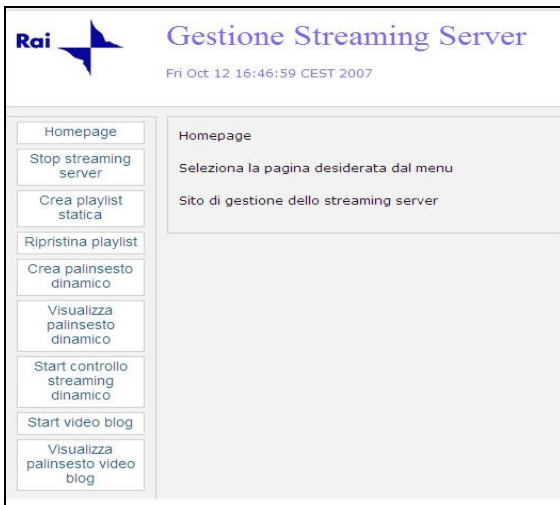 Rai
Gestione Streaming Server
Fri Oct 12 16:46:59 CEST 2007
Homepage
Stop streaming
server
Crea playlist
statica
Ripristina playlist
Crea palinsesto
dinamico
Visualizza
palinsesto
dinamico
Start controllo
streaming
dinamico
Start video blog
Visualizza
palinsesto video
blog
Homepage
Seleziona la pagina desiderata dal menu
Sito di gestione dello streaming server